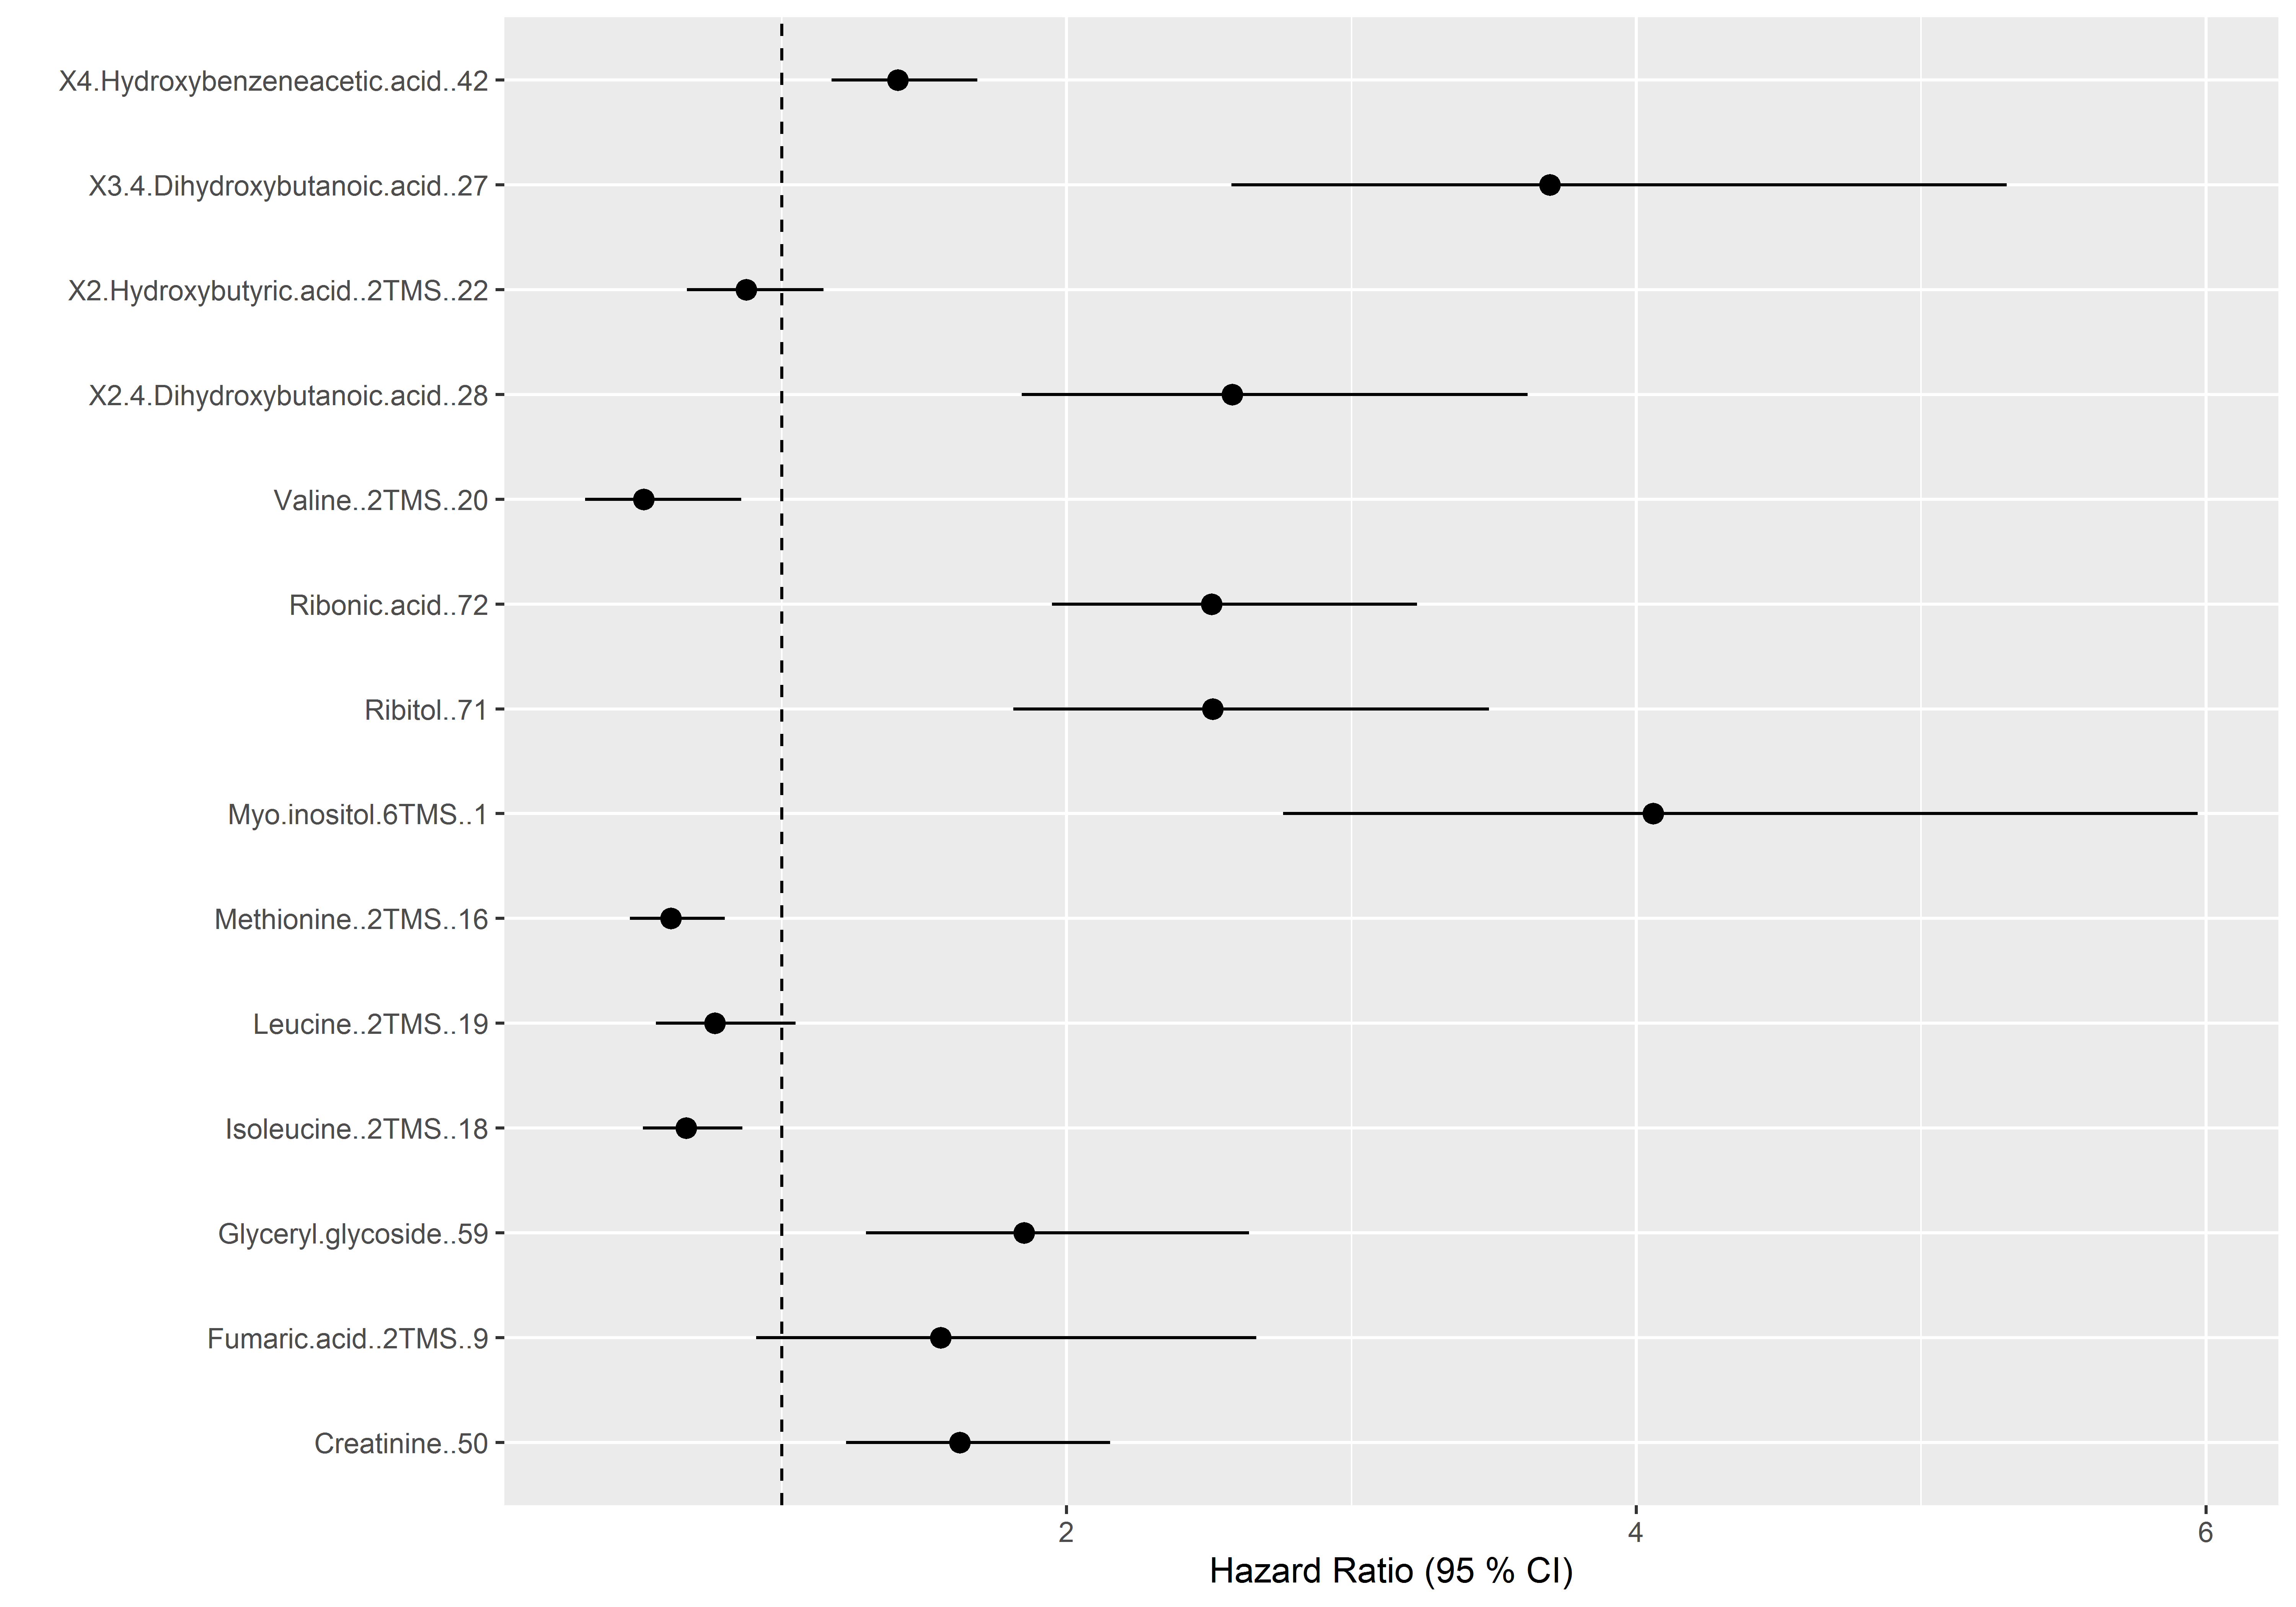 X4.Hydroxybenzeneacetic.acid..42
X3.4.Dihydroxybutanoic.acid..27
X2.Hydroxybutyric.acid..2TMS..22
X2.4.Dihydroxybutanoic.acid..28
Valine..2TMS..20
Ribonic.acid..72
Ribitol..71
Myo.inositol.6TMS..1
Methionine..2TMS..16
Leucine..2TMS..19
Isoleucine..2TMS..18
Glyceryl.glycoside..59
Fumaric.acid..2TMS..9
Creatinine..50
2 4 6
Hazard Ratio (95 % CI)